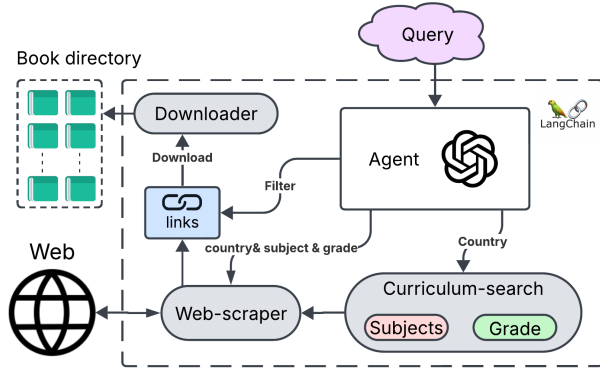 Query
Book directory
Downloader
LangChain
Agent
Download
Filter
links
country& subject & grade
Country
Web
Curriculum-search
Web-scraper
Subjects
Grade